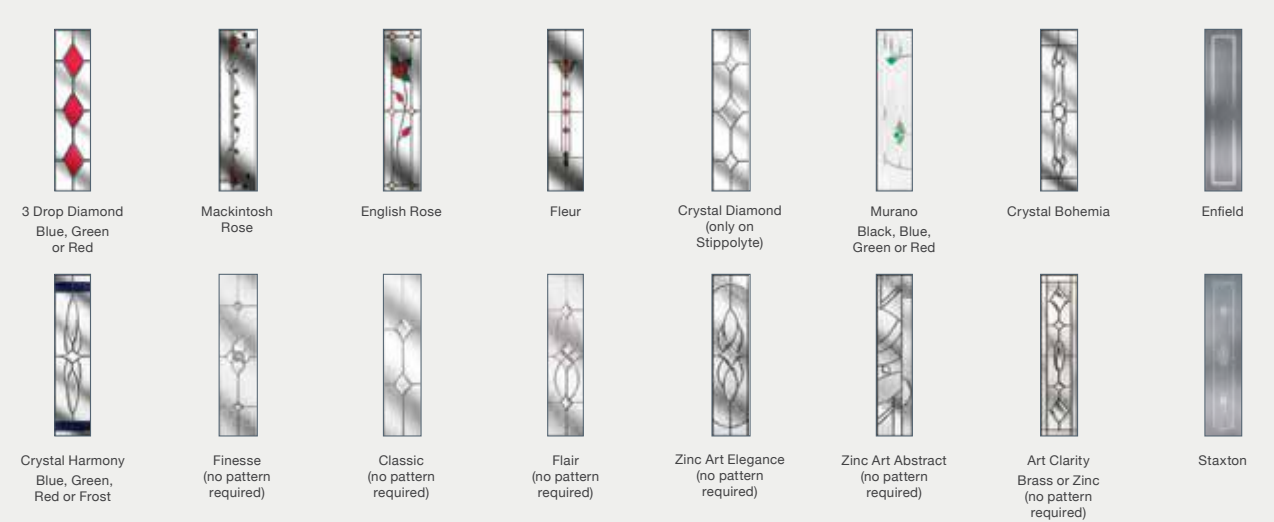 3 Drop Diamond
Blue, Green
or Red
Mackintosh
Rose
English Rose
Fleur
Crystal Diamond
(only on
Stippolyte)
Murano
Black, Blue,
Green or Red
Crystal Bohemia
Enfield
Crystal Harmony
Blue, Green,
Red or Frost
Finesse
(no pattern
required)
Classic
(no pattern
required)
Flair
(no pattern
required)
Zinc Art Elegance
(no pattern
required)
Zinc Art Abstract
(no pattern
required)
Art Clarity
Brass or Zinc
(no pattern
required)
Staxton